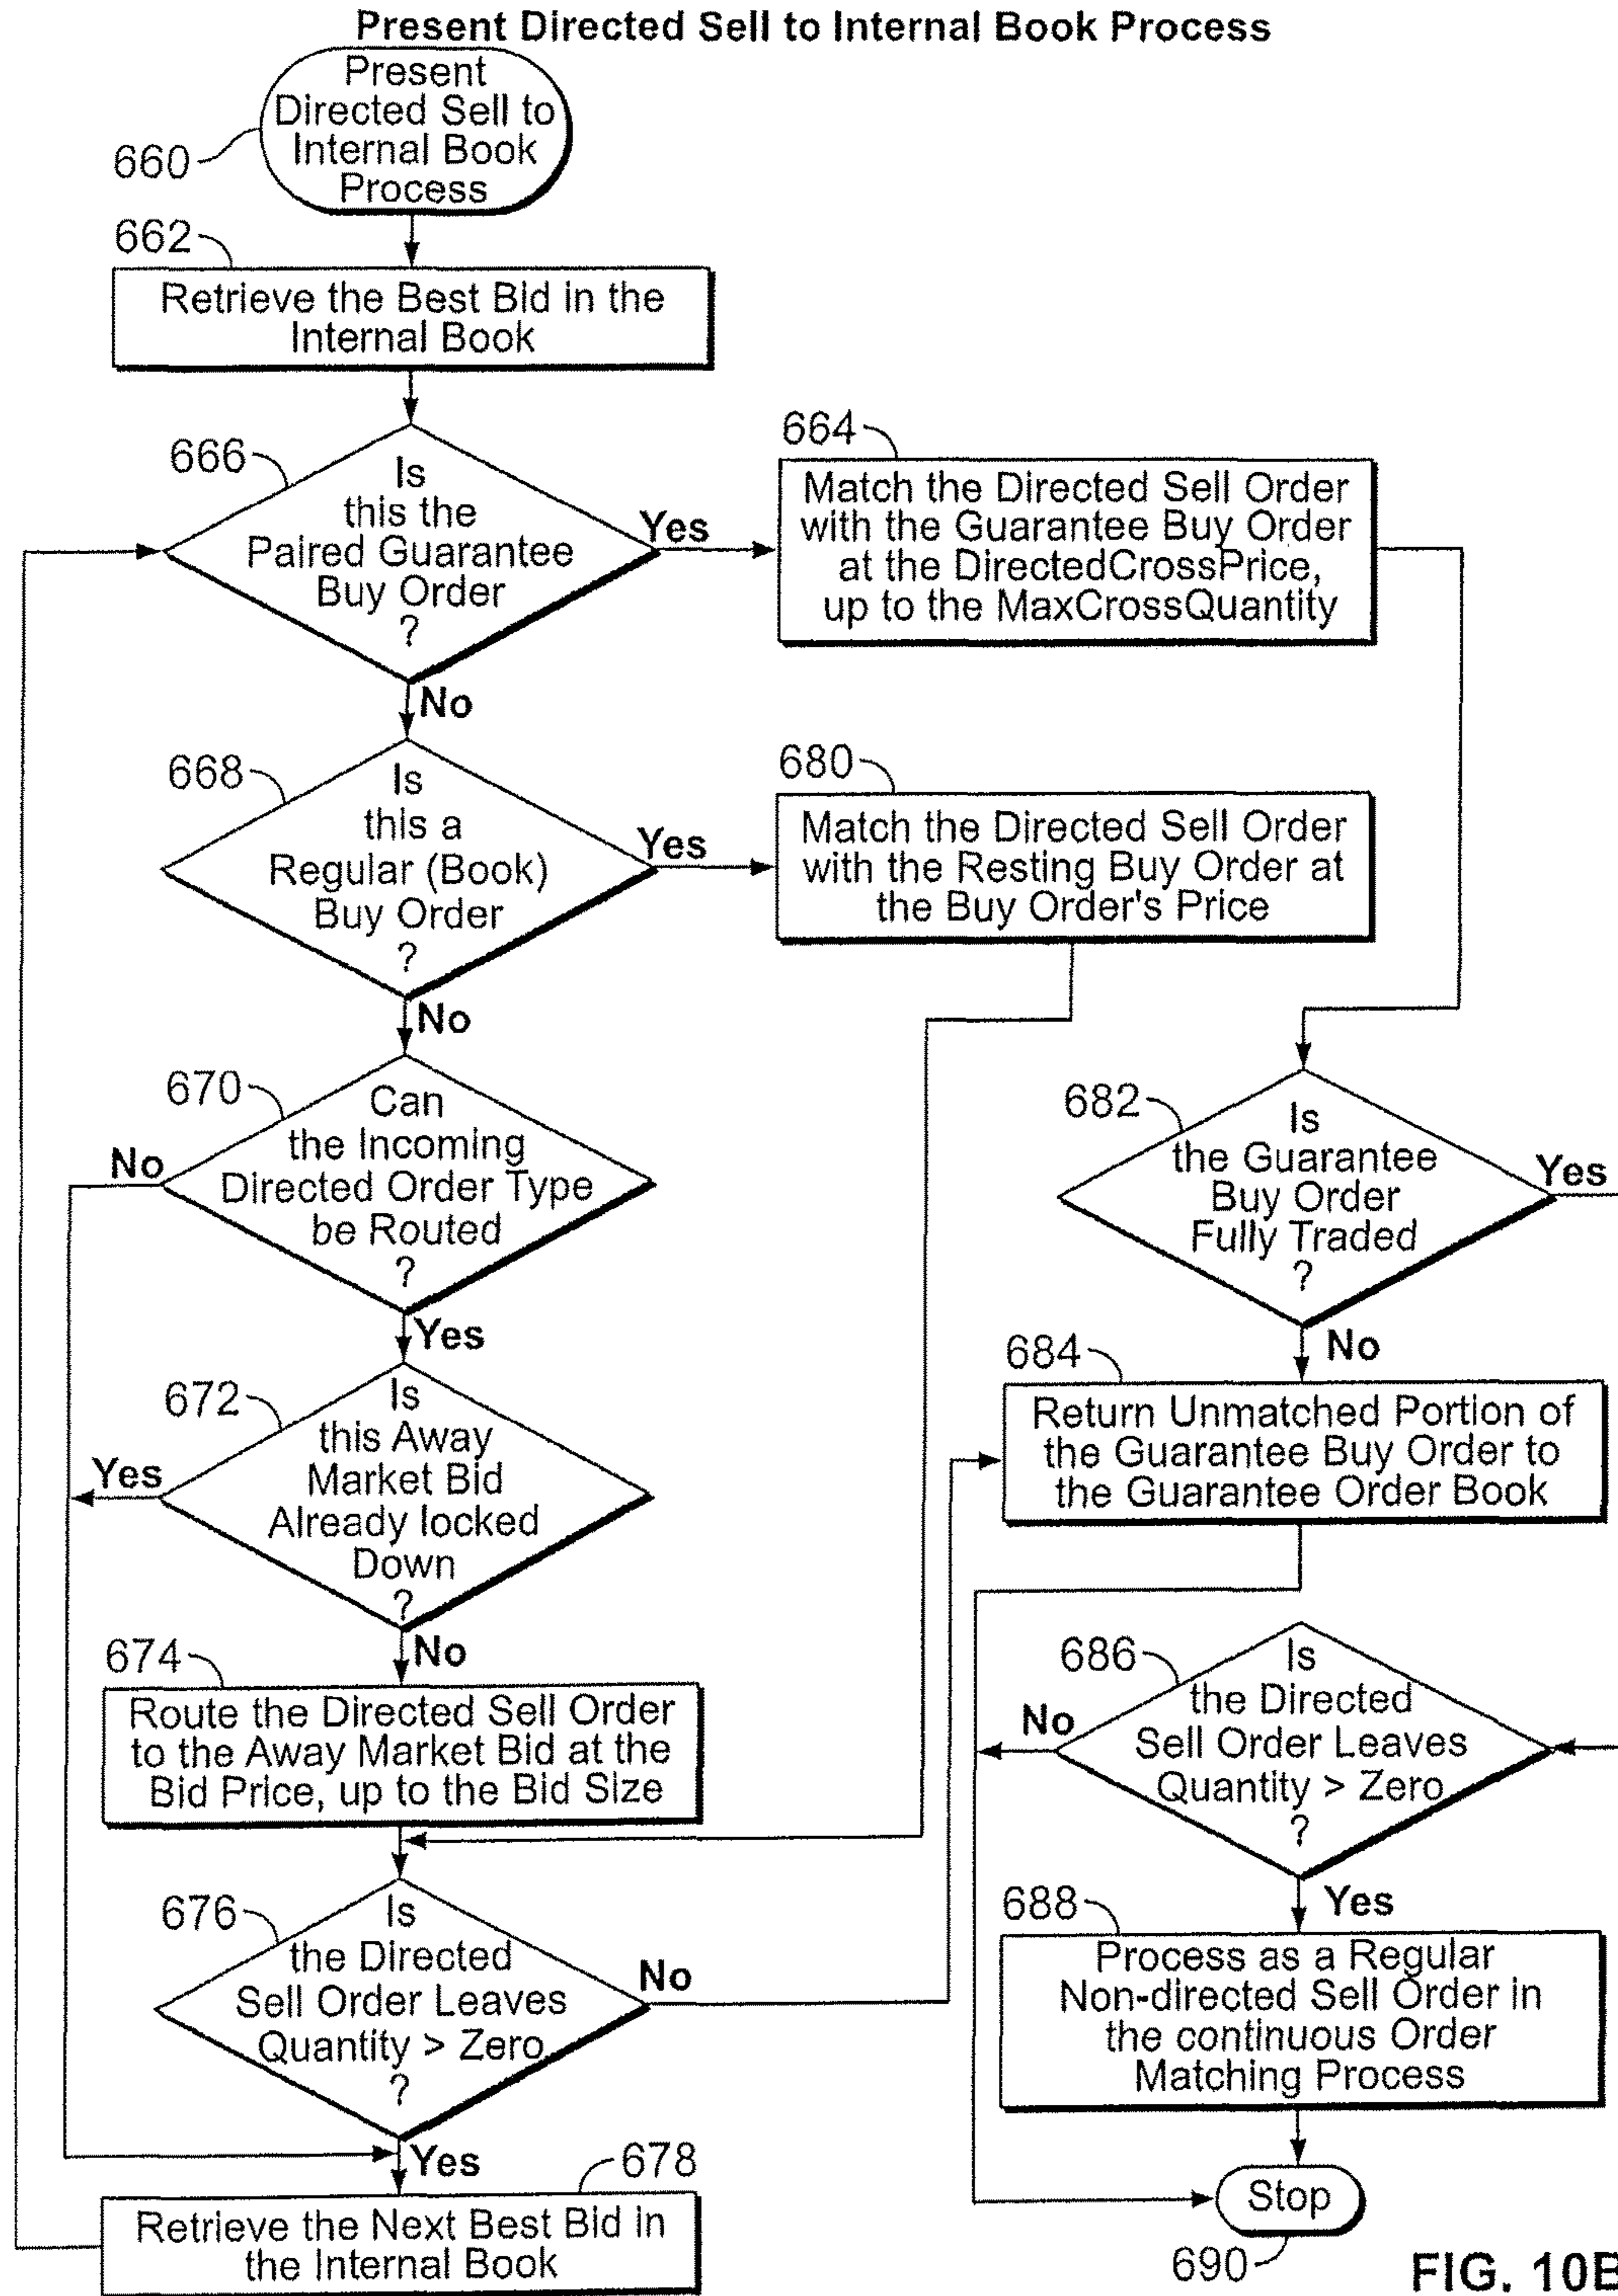 Present Directed Sell to Internal Book Process
Present
Directed Sell to
Internal Book
Process
660
662
Retrieve the Best Bid in the
Internal Book
666
Is
this the
Paired Guarantee
Buy Order
?
Yes
No
664
Match the Directed Sell Order
with the Guarantee Buy Order
at the DirectedCrossPrice,
up to the MaxCrossQuantity
668
Is
this a
Regular (Book)
Buy Order
?
Yes
No
680
Match the Directed Sell Order
with the Resting Buy Order at
the Buy Order's Price
670
Can
the Incoming
Directed Order Type
be Routed
?
No
Yes
682
Is
the Guarantee
Buy Order
Fully Traded
?
Yes
No
672
Is
this Away
Market Bid
Already locked
Down
?
Yes
No
684
Return Unmatched Portion of
the Guarantee Buy Order to
the Guarantee Order Book
674
Route the Directed Sell Order
to the Away Market Bid at the
Bid Price, up to the Bid Size
686
Is
the Directed
Sell Order Leaves
Quantity > Zero
?
No
Yes
676
Is
the Directed
Sell Order Leaves
Quantity > Zero
?
No
Yes
688
Process as a Regular
Non-directed Sell Order in
the continuous Order
Matching Process
678
Retrieve the Next Best Bid in
the Internal Book
Stop
690
FIG. 10B